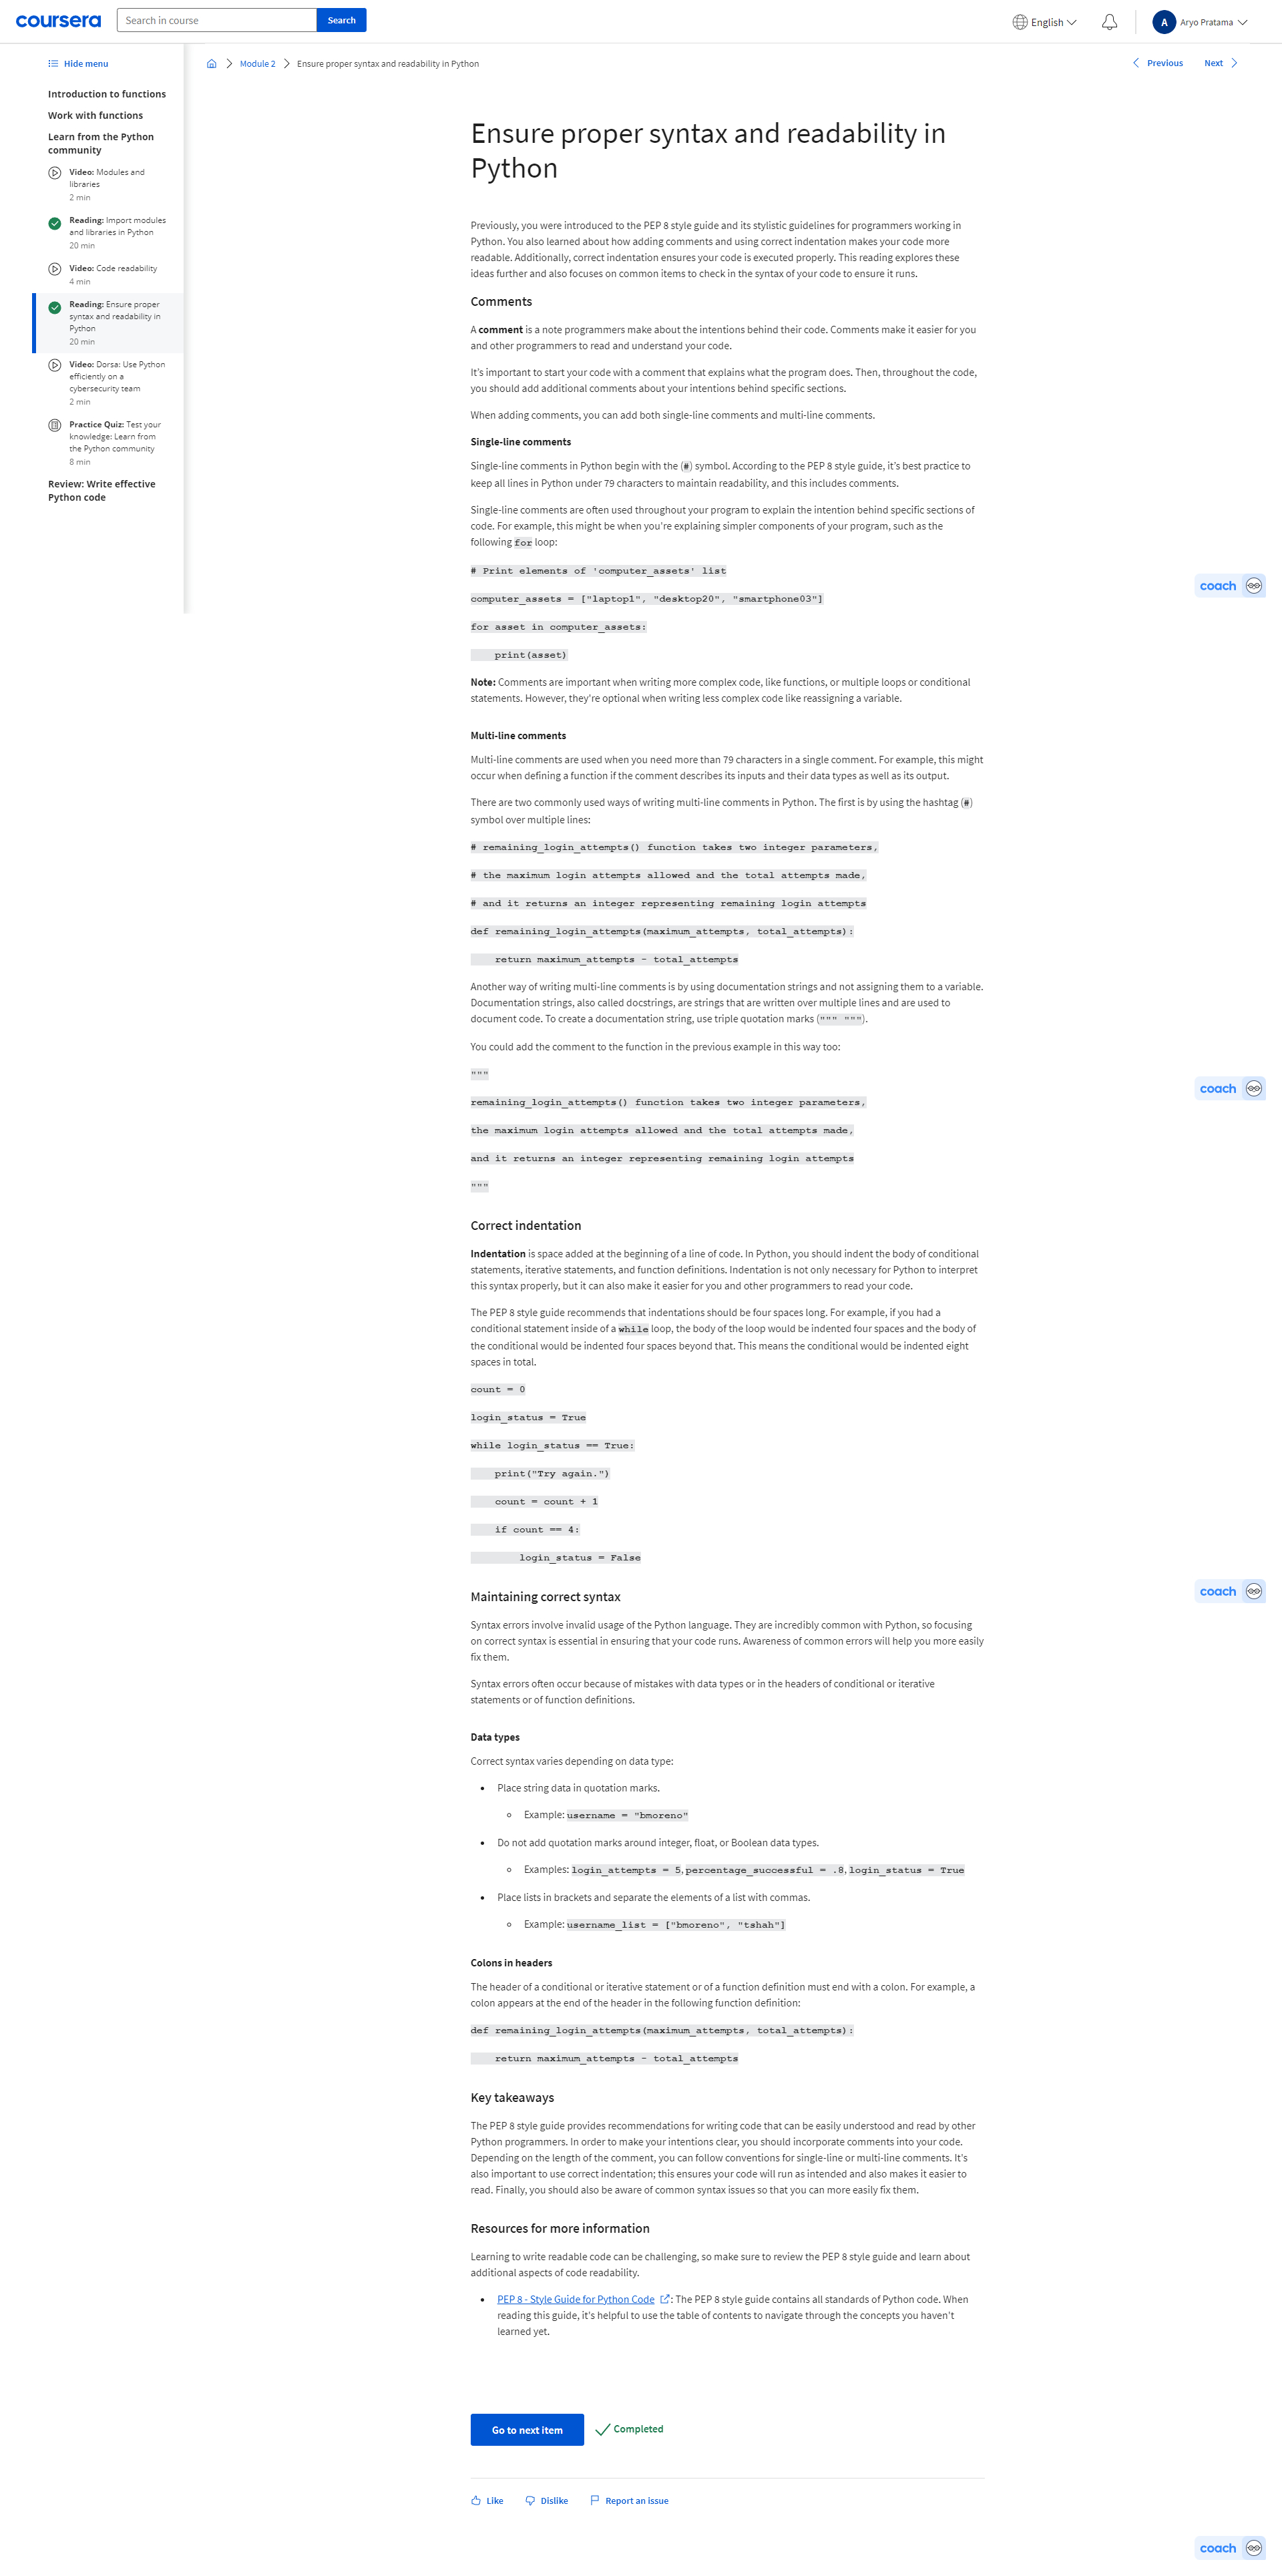 coursera
Search in course
Search
English
A
Aryo Pratama
Hide menu
Introduction to functions
Work with functions
Learn from the Python
community
Video: Modules and
libraries
2 min
Reading: Import modules
and libraries in Python
20 min
Video: Code readability
4 min
Reading: Ensure proper
syntax and readability in
Python
20 min
Video: Dorsa: Use Python
efficiently on a
cybersecurity team
2 min
Practice Quiz: Test your
knowledge: Learn from
the Python community
8 min
Review: Write effective
Python code
Module 2
Ensure proper syntax and readability in Python
Previous
Next
Ensure proper syntax and readability in
Python
Previously, you were introduced to the PEP 8 style guide and its stylistic guidelines for programmers working in
Python. You also learned about how adding comments and using correct indentation makes your code more
readable. Additionally, correct indentation ensures your code is executed properly. This reading explores these
ideas further and also focuses on common items to check in the syntax of your code to ensure it runs.
Comments
A comment is a note programmers make about the intentions behind their code. Comments make it easier for you
and other programmers to read and understand your code.
It's important to start your code with a comment that explains what the program does. Then, throughout the code,
you should add additional comments about your intentions behind specific sections.
When adding comments, you can add both single-line comments and multi-line comments.
Single-line comments
Single-line comments in Python begin with the (#) symbol. According to the PEP 8 style guide, it's best practice to
keep all lines in Python under 79 characters to maintain readability, and this includes comments.
Single-line comments are often used throughout your program to explain the intention behind specific sections of
code. For example, this might be when you're explaining simpler components of your program, such as the
following for loop:
# Print elements of 'computer_assets' list
computer_assets = ["laptop1", "desktop20", "smartphone03"]
for asset in computer_assets:
    print(asset)
Note: Comments are important when writing more complex code, like functions, or multiple loops or conditional
statements. However, they're optional when writing less complex code like reassigning a variable.
Multi-line comments
Multi-line comments are used when you need more than 79 characters in a single comment. For example, this might
occur when defining a function if the comment describes its inputs and their data types as well as its output.
There are two commonly used ways of writing multi-line comments in Python. The first is by using the hashtag (#)
symbol over multiple lines:
# remaining_login_attempts() function takes two integer parameters,
# the maximum login attempts allowed and the total attempts made,
# and it returns an integer representing remaining login attempts
def remaining_login_attempts(maximum_attempts, total_attempts):
    return maximum_attempts - total_attempts
Another way of writing multi-line comments is by using documentation strings and not assigning them to a variable.
Documentation strings, also called docstrings, are strings that are written over multiple lines and are used to
document code. To create a documentation string, use triple quotation marks (""" """).
You could add the comment to the function in the previous example in this way too:
"""
remaining_login_attempts() function takes two integer parameters,
the maximum login attempts allowed and the total attempts made,
and it returns an integer representing remaining login attempts
"""
Correct indentation
Indentation is space added at the beginning of a line of code. In Python, you should indent the body of conditional
statements, iterative statements, and function definitions. Indentation is not only necessary for Python to interpret
this syntax properly, but it can also make it easier for you and other programmers to read your code.
The PEP 8 style guide recommends that indentations should be four spaces long. For example, if you had a
conditional statement inside of a while loop, the body of the loop would be indented four spaces and the body of
the conditional would be indented four spaces beyond that. This means the conditional would be indented eight
spaces in total.
count = 0
login_status = True
while login_status == True:
    print("Try again.")
    count = count + 1
    if count == 4:
        login_status = False
Maintaining correct syntax
Syntax errors involve invalid usage of the Python language. They are incredibly common with Python, so focusing
on correct syntax is essential in ensuring that your code runs. Awareness of common errors will help you more easily
fix them.
Syntax errors often occur because of mistakes with data types or in the headers of conditional or iterative
statements or of function definitions.
Data types
Correct syntax varies depending on data type:
• Place string data in quotation marks.
○ Example: username = "bmoreno"
• Do not add quotation marks around integer, float, or Boolean data types.
○ Examples: login_attempts = 5, percentage_successful = .8, login_status = True
• Place lists in brackets and separate the elements of a list with commas.
○ Example: username_list = ["bmoreno", "tshah"]
Colons in headers
The header of a conditional or iterative statement or of a function definition must end with a colon. For example, a
colon appears at the end of the header in the following function definition:
def remaining_login_attempts(maximum_attempts, total_attempts):
    return maximum_attempts - total_attempts
Key takeaways
The PEP 8 style guide provides recommendations for writing code that can be easily understood and read by other
Python programmers. In order to make your intentions clear, you should incorporate comments into your code.
Depending on the length of the comment, you can follow conventions for single-line or multi-line comments. It's
also important to use correct indentation; this ensures your code will run as intended and also makes it easier to
read. Finally, you should also be aware of common syntax issues so that you can more easily fix them.
Resources for more information
Learning to write readable code can be challenging, so make sure to review the PEP 8 style guide and learn about
additional aspects of code readability.
• PEP 8 - Style Guide for Python Code : The PEP 8 style guide contains all standards of Python code. When
reading this guide, it's helpful to use the table of contents to navigate through the concepts you haven't
learned yet.
Go to next item
Completed
Like
Dislike
Report an issue
coach
coach
coach
coach